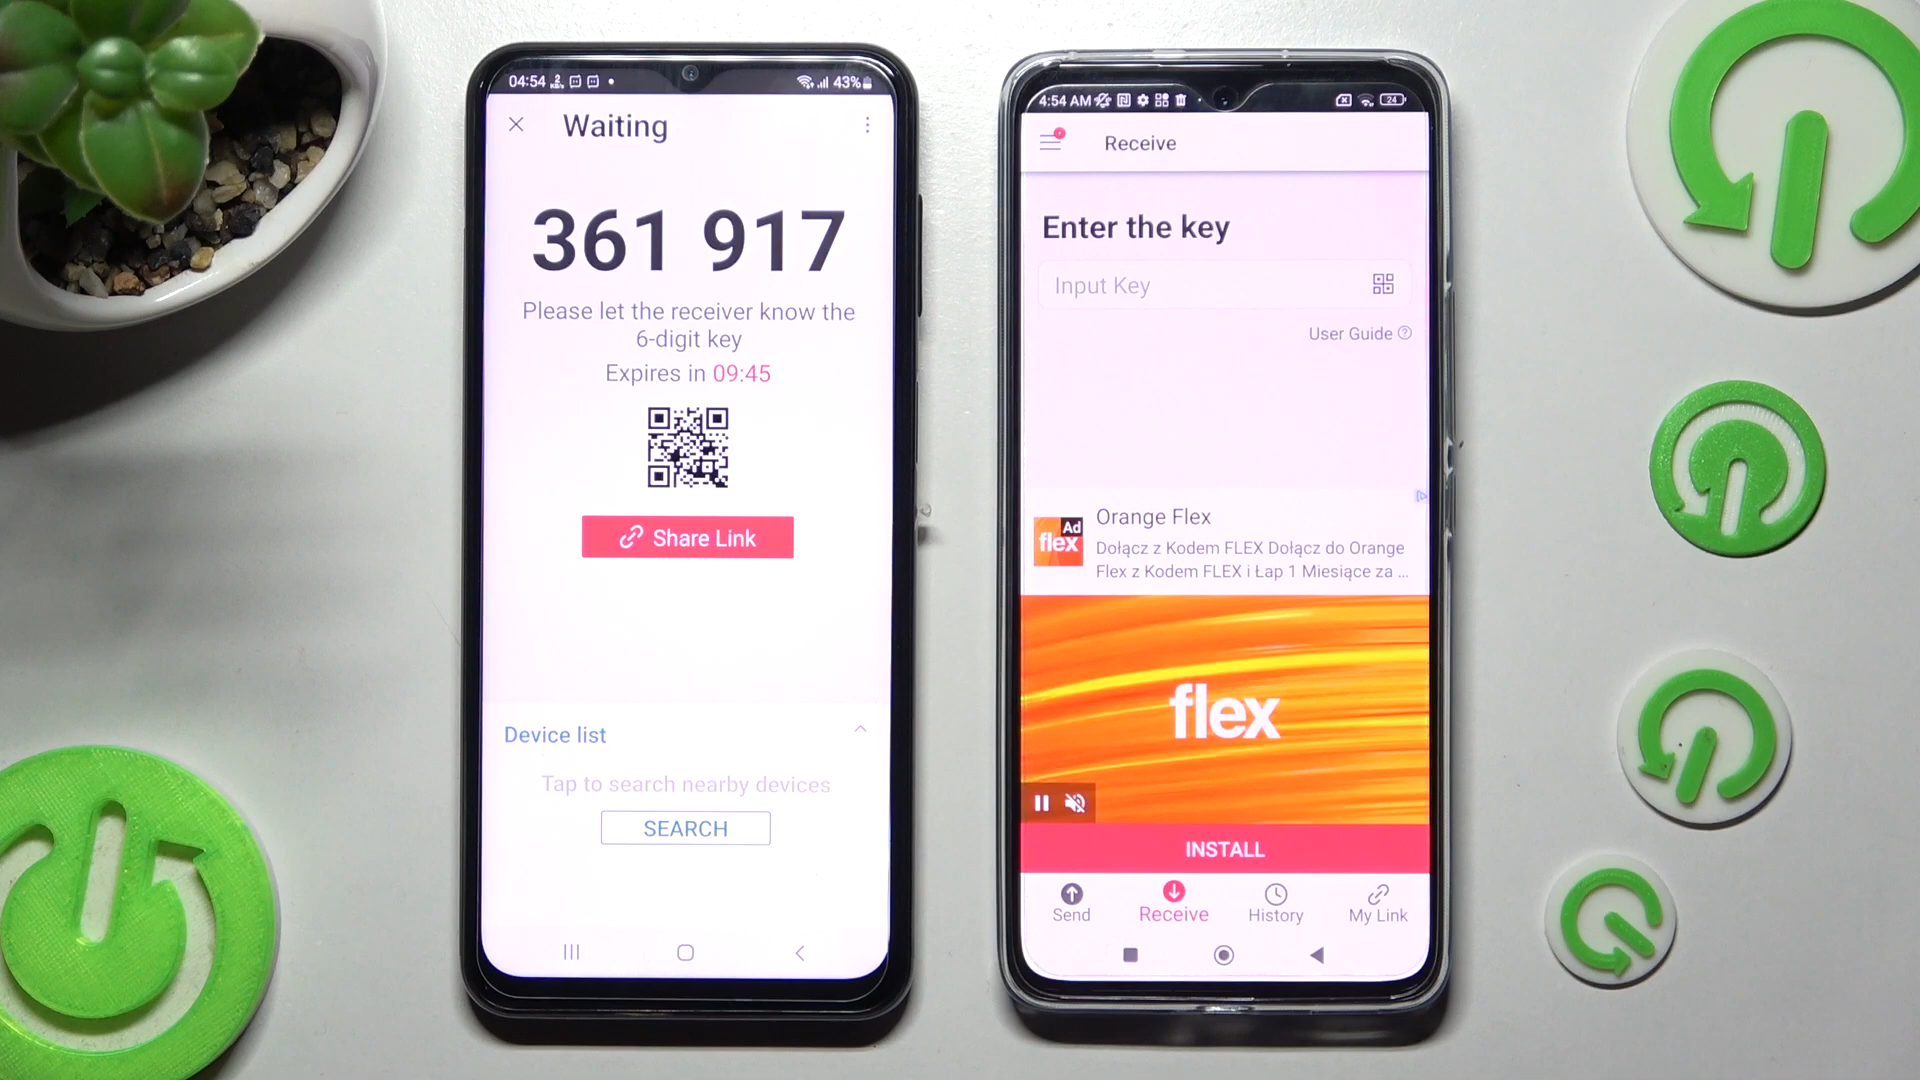 04:54
43%
Waiting
361 917
Please let the receiver know the
6-digit key
Expires in 09:45
Share Link
Device list
Tap to search nearby devices
SEARCH
4:54 AM
24
Receive
Enter the key
Input Key
User Guide
Ad
flex
Orange Flex
Dołącz z Kodem FLEX Dołącz do Orange
Flex z Kodem FLEX i Łap 1 Miesiące za ...
flex
INSTALL
Send
Receive
History
My Link